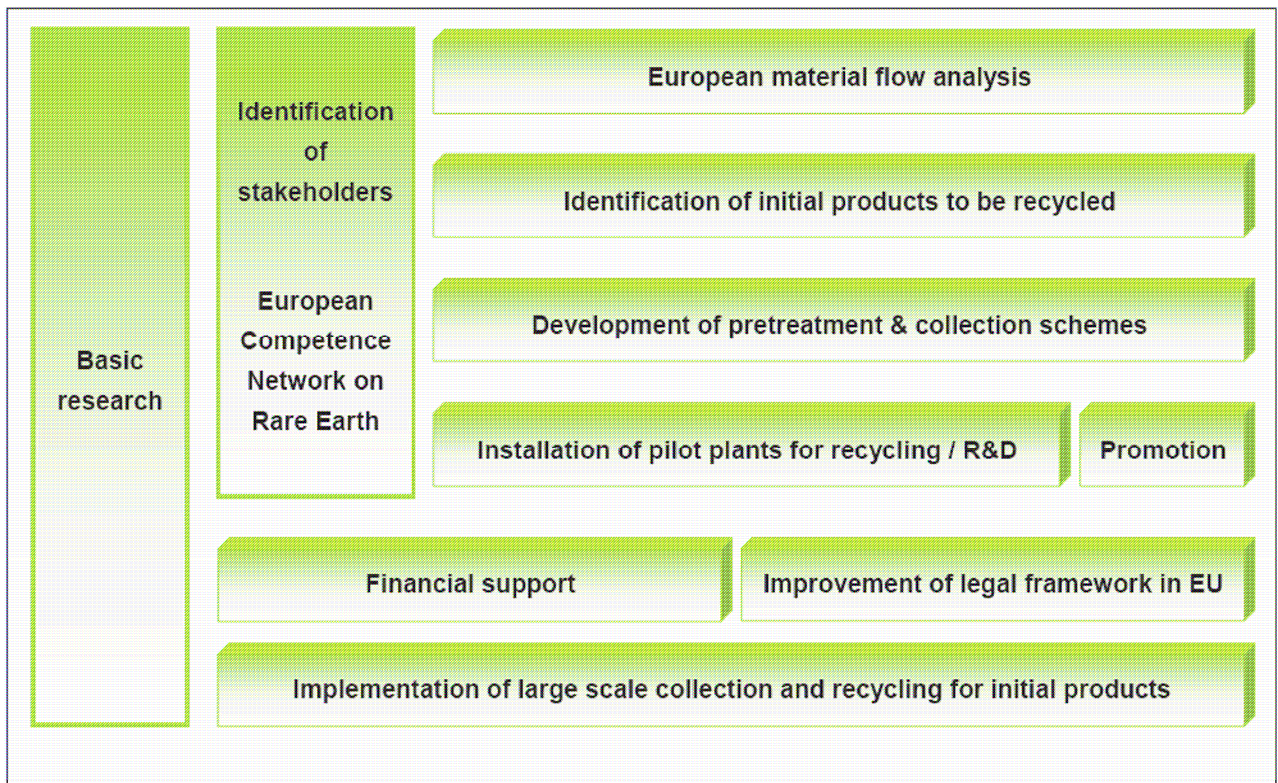 Basic
research
Identification
of
stakeholders
European
Competence
Network on
Rare Earth
European material flow analysis
Identification of initial products to be recycled
Development of pretreatment & collection schemes
Installation of pilot plants for recycling / R&D
Promotion
Financial support
Improvement of legal framework in EU
Implementation of large scale collection and recycling for initial products